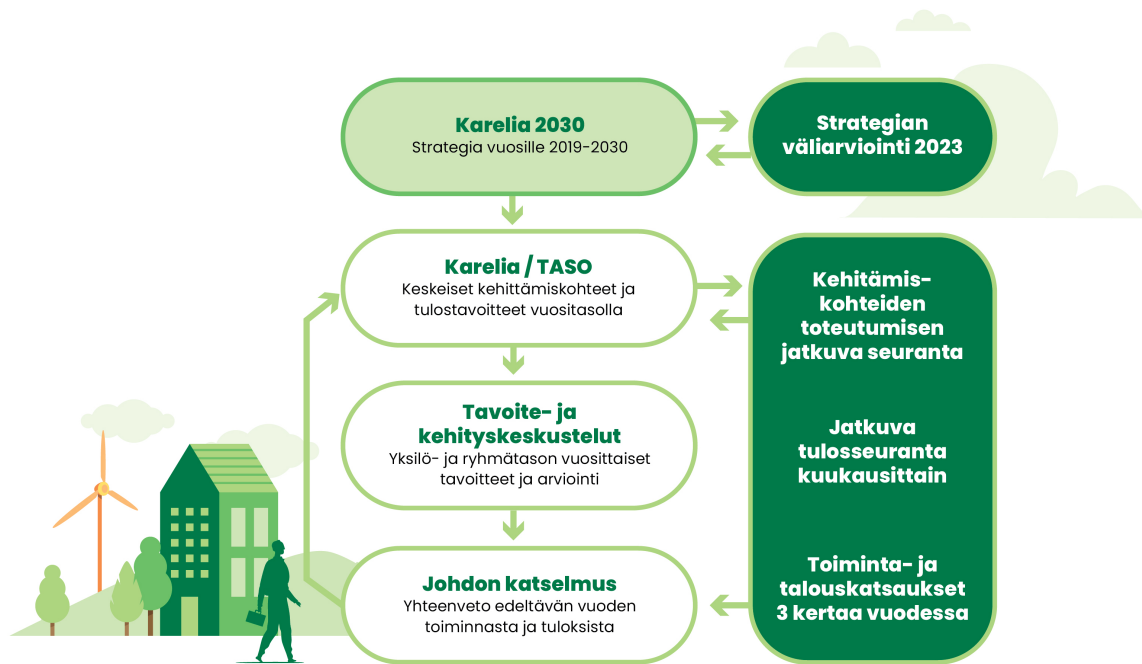 Karelia 2030
Strategia vuosille 2019-2030
Strategian
väliarviointi 2023
Karelia / TASO
Keskeiset kehittämiskohteet ja
tulostavoitteet vuositasolla
Tavoite- ja
kehityskeskustelut
Yksilö- ja ryhmätason vuosittaiset
tavoitteet ja arviointi
Johdon katselmus
Yhteenveto edeltävän vuoden
toiminnasta ja tuloksista
Kehitämis-
kohteiden
toteutumisen
jatkuva seuranta
Jatkuva
tulosseuranta
kuukausittain
Toiminta- ja
talouskatsaukset
3 kertaa vuodessa